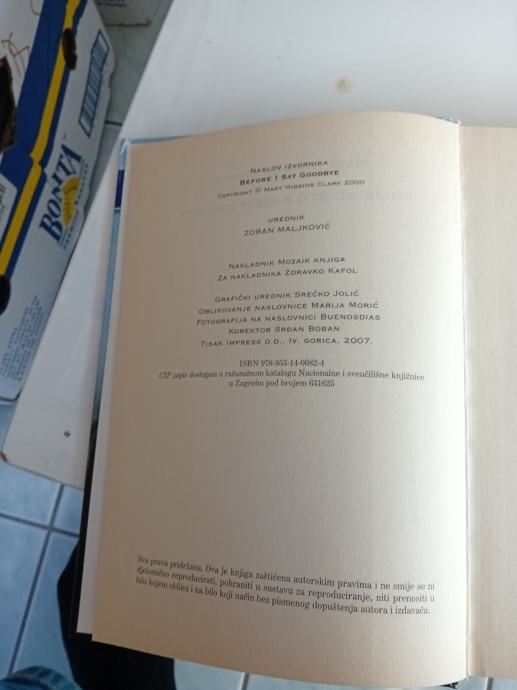 NASLOV IZVORNIKA
BEFORE I SAY GOODBYE
COPYRIGHT © MARY HIGGINS CLARK 2000
UREDNIK
ZORAN MALJKOVIĆ
NAKLADNIK MOZAIK KNJIGA
ZA NAKLADNIKA ZDRAVKO KAFOL
GRAFIČKI UREDNIK SREĆKO JOLIĆ
OBLIKOVANJE NASLOVNICE MARIJA MORIĆ
FOTOGRAFIJA NA NASLOVNICI BUENOSDIAS
KOREKTOR SRĐAN BOBAN
TISAK IMPRESS D.D., IV. GORICA, 2007.
ISBN 978-953-14-0082-4
CIP zapis dostupan u računalnom katalogu Nacionalne i sveučilišne knjižnice
u Zagrebu pod brojem 631625
Sva prava pridržana. Ova je knjiga zaštićena autorskim pravima i ne smije se ni
djelomično reproducirati, pohraniti u sustavu za reproduciranje, niti prenositi u
bilo kojem obliku i na bilo koji način bez pismenog dopuštenja autora i izdavača.
BONITA